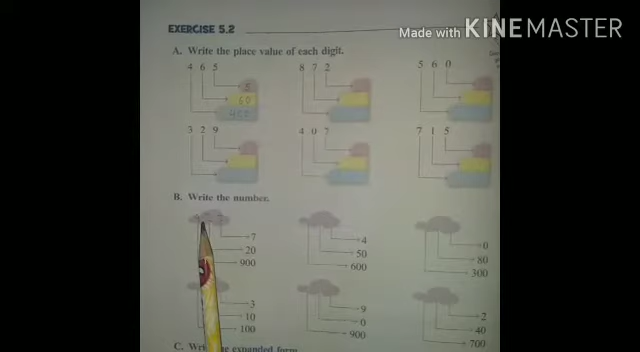 Made with KINEMASTER
EXERCISE 5.2
A. Write the place value of each digit.
4 6 5
5
60
400
8 7 2
5 6 0
3 2 9
4 0 7
7 1 5
B. Write the number.
7
20
900
4
50
600
0
80
300
3
10
100
9
0
900
2
40
700
C. expanded form